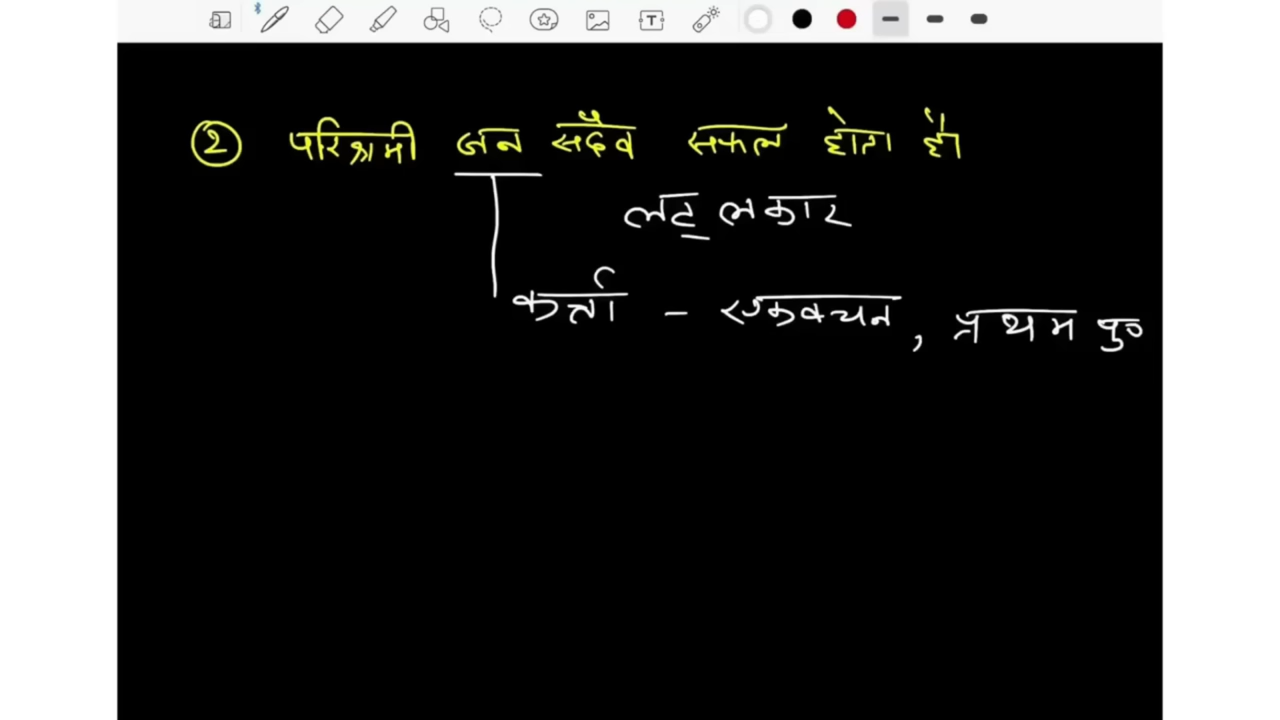 ② परिश्रमी जन सदैव सफल होता है।
लट् लकार
कर्त्ता - एकवचन, प्रथम पु०